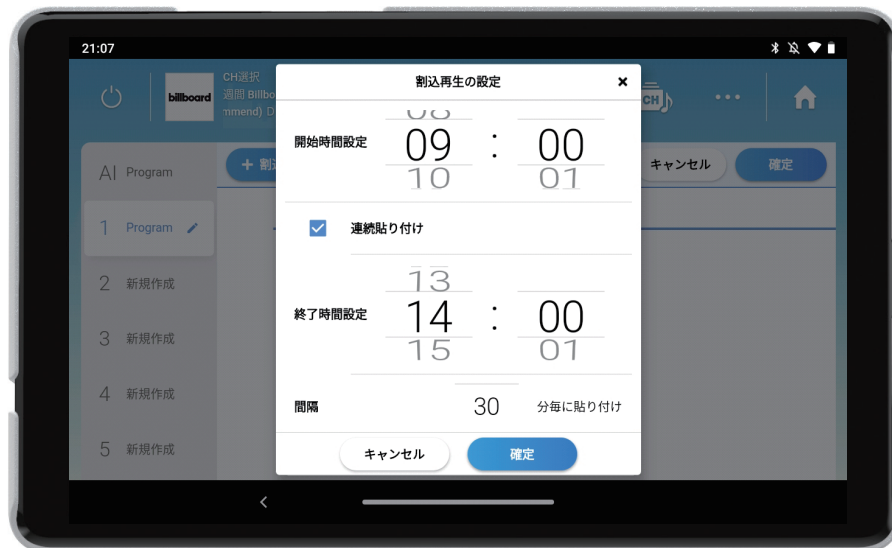 21:07
billboard
CH選択
週間 Billbo
mmend) D
CH
AI Program
1 Program
2 新規作成
3 新規作成
4 新規作成
5 新規作成
+ 割
キャンセル
確定
割込再生の設定
×
08
開始時間設定 09 : 00
10 01
連続貼り付け
13
終了時間設定 14 : 00
15 01
間隔 30 分毎に貼り付け
キャンセル
確定